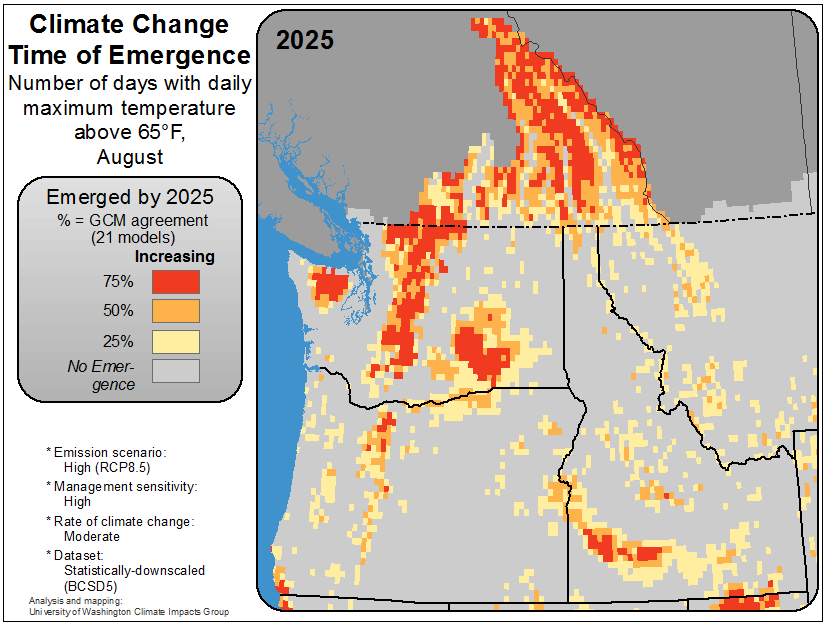 Climate Change
Time of Emergence
Number of days with daily
maximum temperature
above 65°F,
August
Emerged by 2025
% = GCM agreement
(21 models)
Increasing
75%
50%
25%
No Emer-
gence
* Emission scenario:
High (RCP8.5)
* Management sensitivity:
High
* Rate of climate change:
Moderate
* Dataset:
Statistically-downscaled
(BCSD5)
Analysis and mapping:
University of Washington Climate Impacts Group
2025